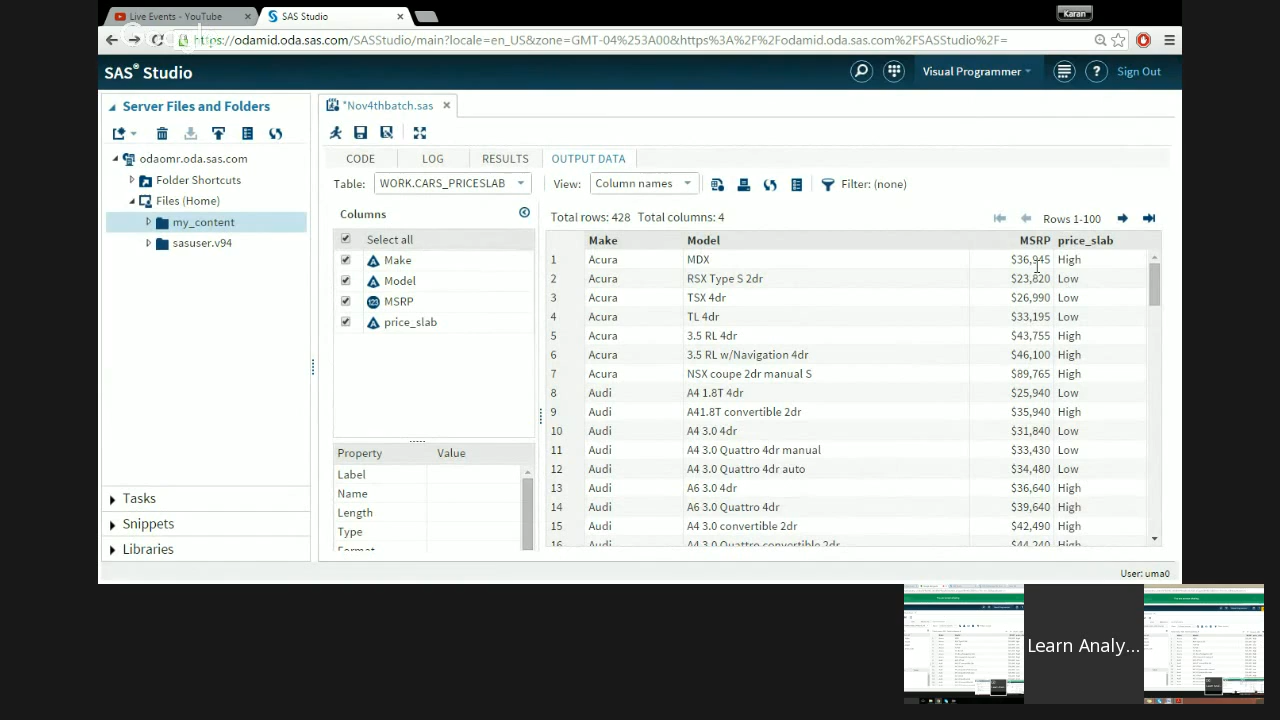 Live Events - YouTube
SAS Studio
Karan
https://odamid.oda.sas.com/SASStudio/main?locale=en_US&zone=GMT-04%253A00&https%3A%2F%2Fodamid.oda.sas.com%2FSASStudio%2F=
SAS® Studio
Visual Programmer
Sign Out
Server Files and Folders
*Nov4thbatch.sas
odaomr.oda.sas.com
Folder Shortcuts
Files (Home)
my_content
sasuser.v94
CODE LOG RESULTS OUTPUT DATA
Table: WORK.CARS_PRICESLAB View: Column names Filter: (none)
Columns
Total rows: 428 Total columns: 4
Rows 1-100
Select all
Make
Model
MSRP
price_slab
Property Value
Label
Name
Length
Type
Format
Make Model MSRP price_slab
1 Acura MDX $36,945 High
2 Acura RSX Type S 2dr $23,820 Low
3 Acura TSX 4dr $26,990 Low
4 Acura TL 4dr $33,195 Low
5 Acura 3.5 RL 4dr $43,755 High
6 Acura 3.5 RL w/Navigation 4dr $46,100 High
7 Acura NSX coupe 2dr manual S $89,765 High
8 Audi A4 1.8T 4dr $25,940 Low
9 Audi A41.8T convertible 2dr $35,940 High
10 Audi A4 3.0 4dr $31,840 Low
11 Audi A4 3.0 Quattro 4dr manual $33,430 Low
12 Audi A4 3.0 Quattro 4dr auto $34,480 Low
13 Audi A6 3.0 4dr $36,640 High
14 Audi A6 3.0 Quattro 4dr $39,640 High
15 Audi A4 3.0 convertible 2dr $42,490 High
16 Audi A4 3.0 Quattro convertible 2dr $44,240 High
Tasks
Snippets
Libraries
User: uma0
Learn Analy...